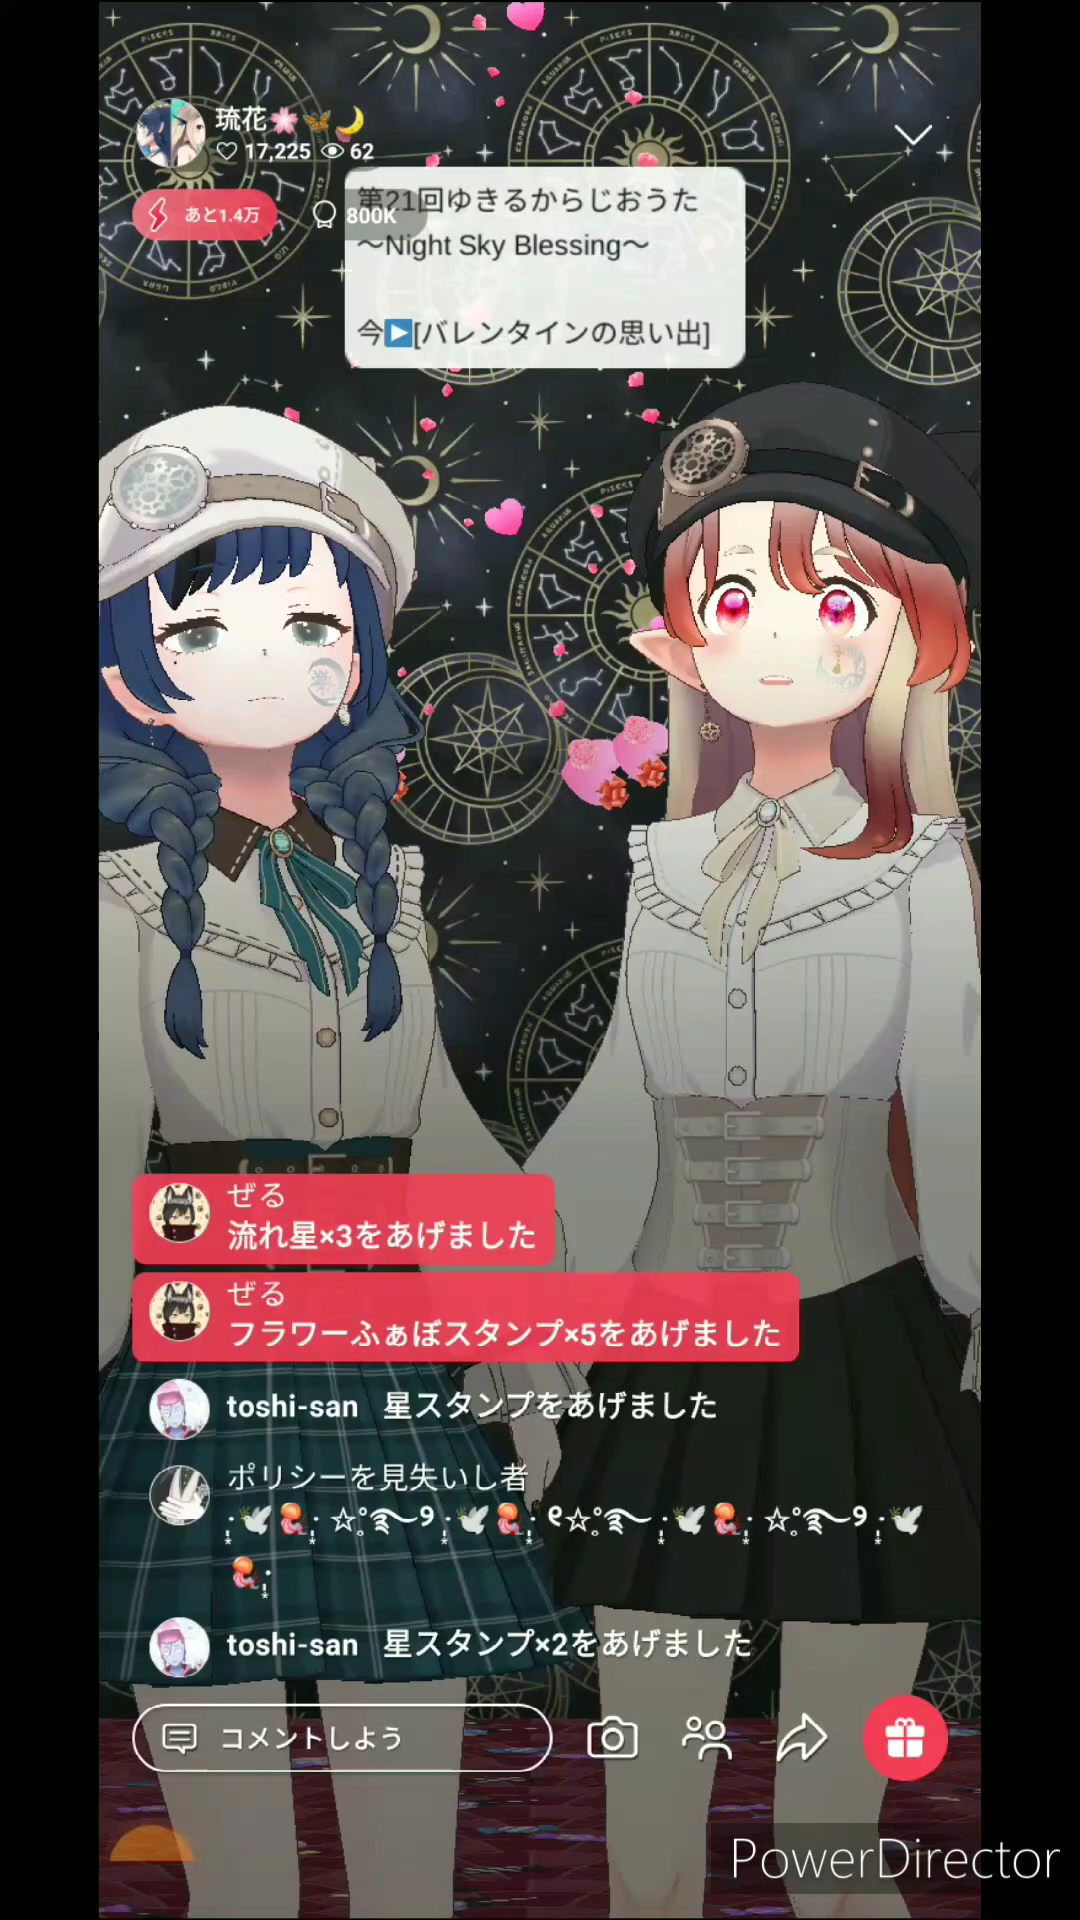 琉花🌸🦋🌙
♡ 17,225 62
あと1.4万
800K
第21回ゆきるからじおうた
～Night Sky Blessing～
今▶[バレンタインの思い出]
ぜる
流れ星×3をあげました
ぜる
フラワーふぁぼスタンプ×5をあげました
toshi-san 星スタンプをあげました
ポリシーを見失いし者
toshi-san 星スタンプ×2をあげました
コメントしよう
PowerDirector